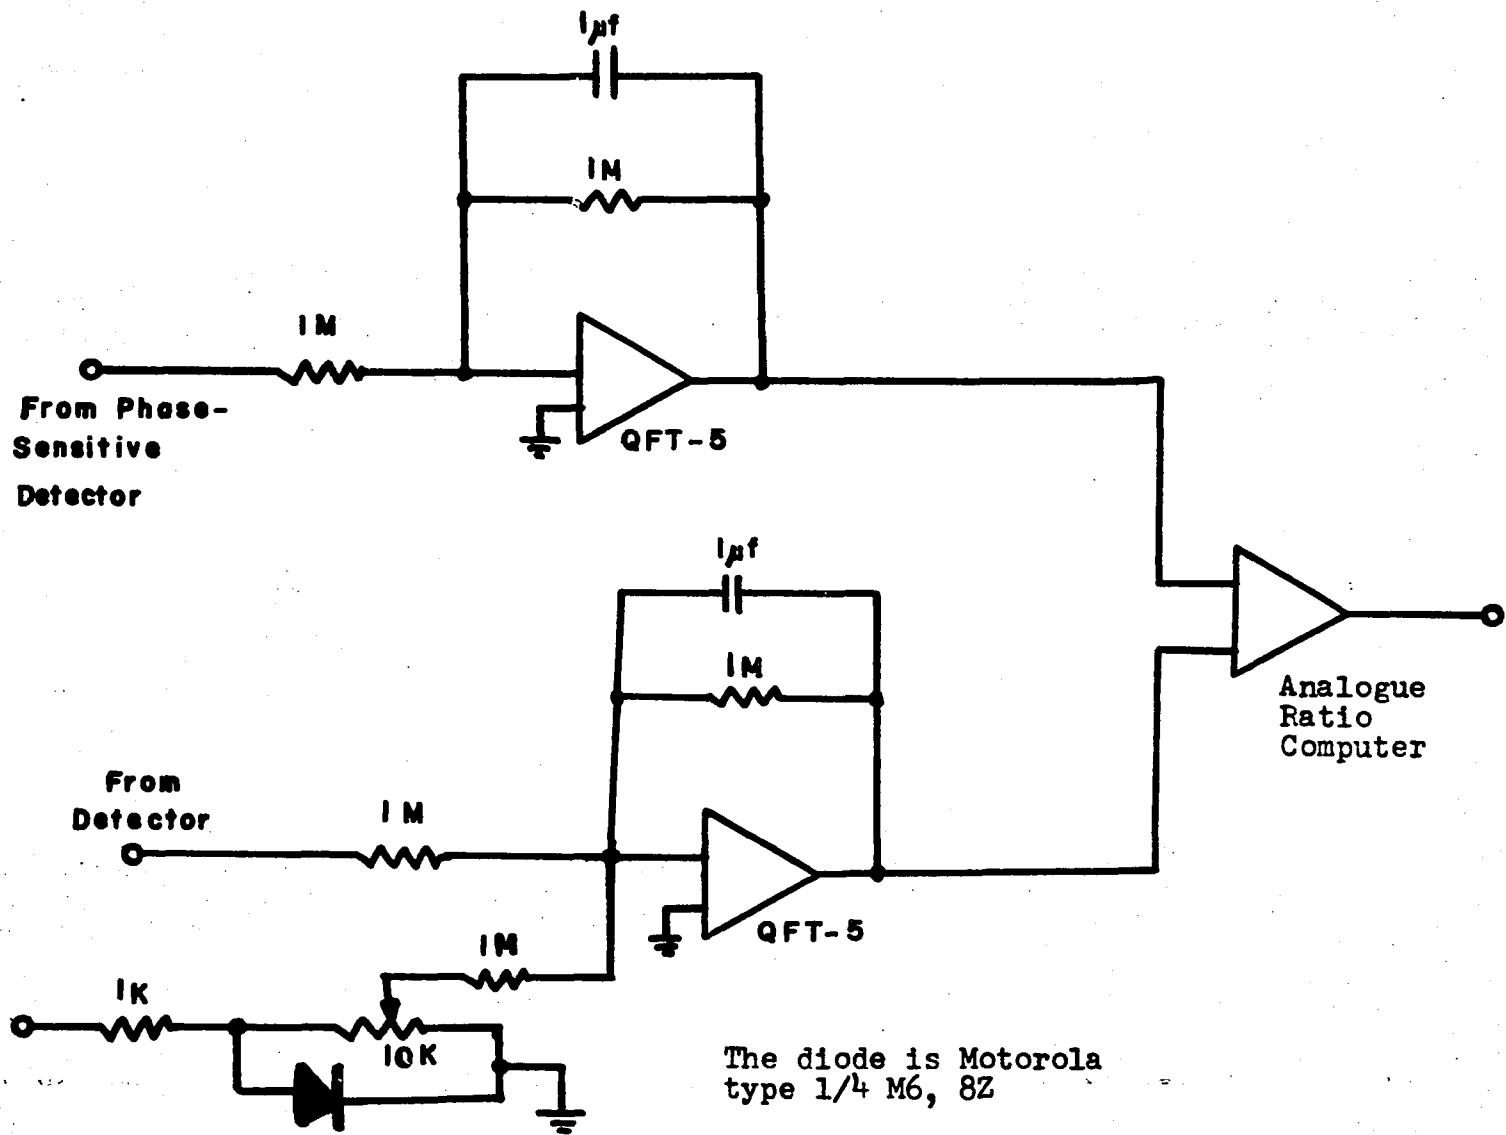 1μf
1M
1M
From Phase-
Sensitive
Detector
QFT-5
1μf
1M
Analogue
Ratio
Computer
From
Detector
1M
QFT-5
1M
1K
10K
The diode is Motorola
type 1/4 M6, 8Z